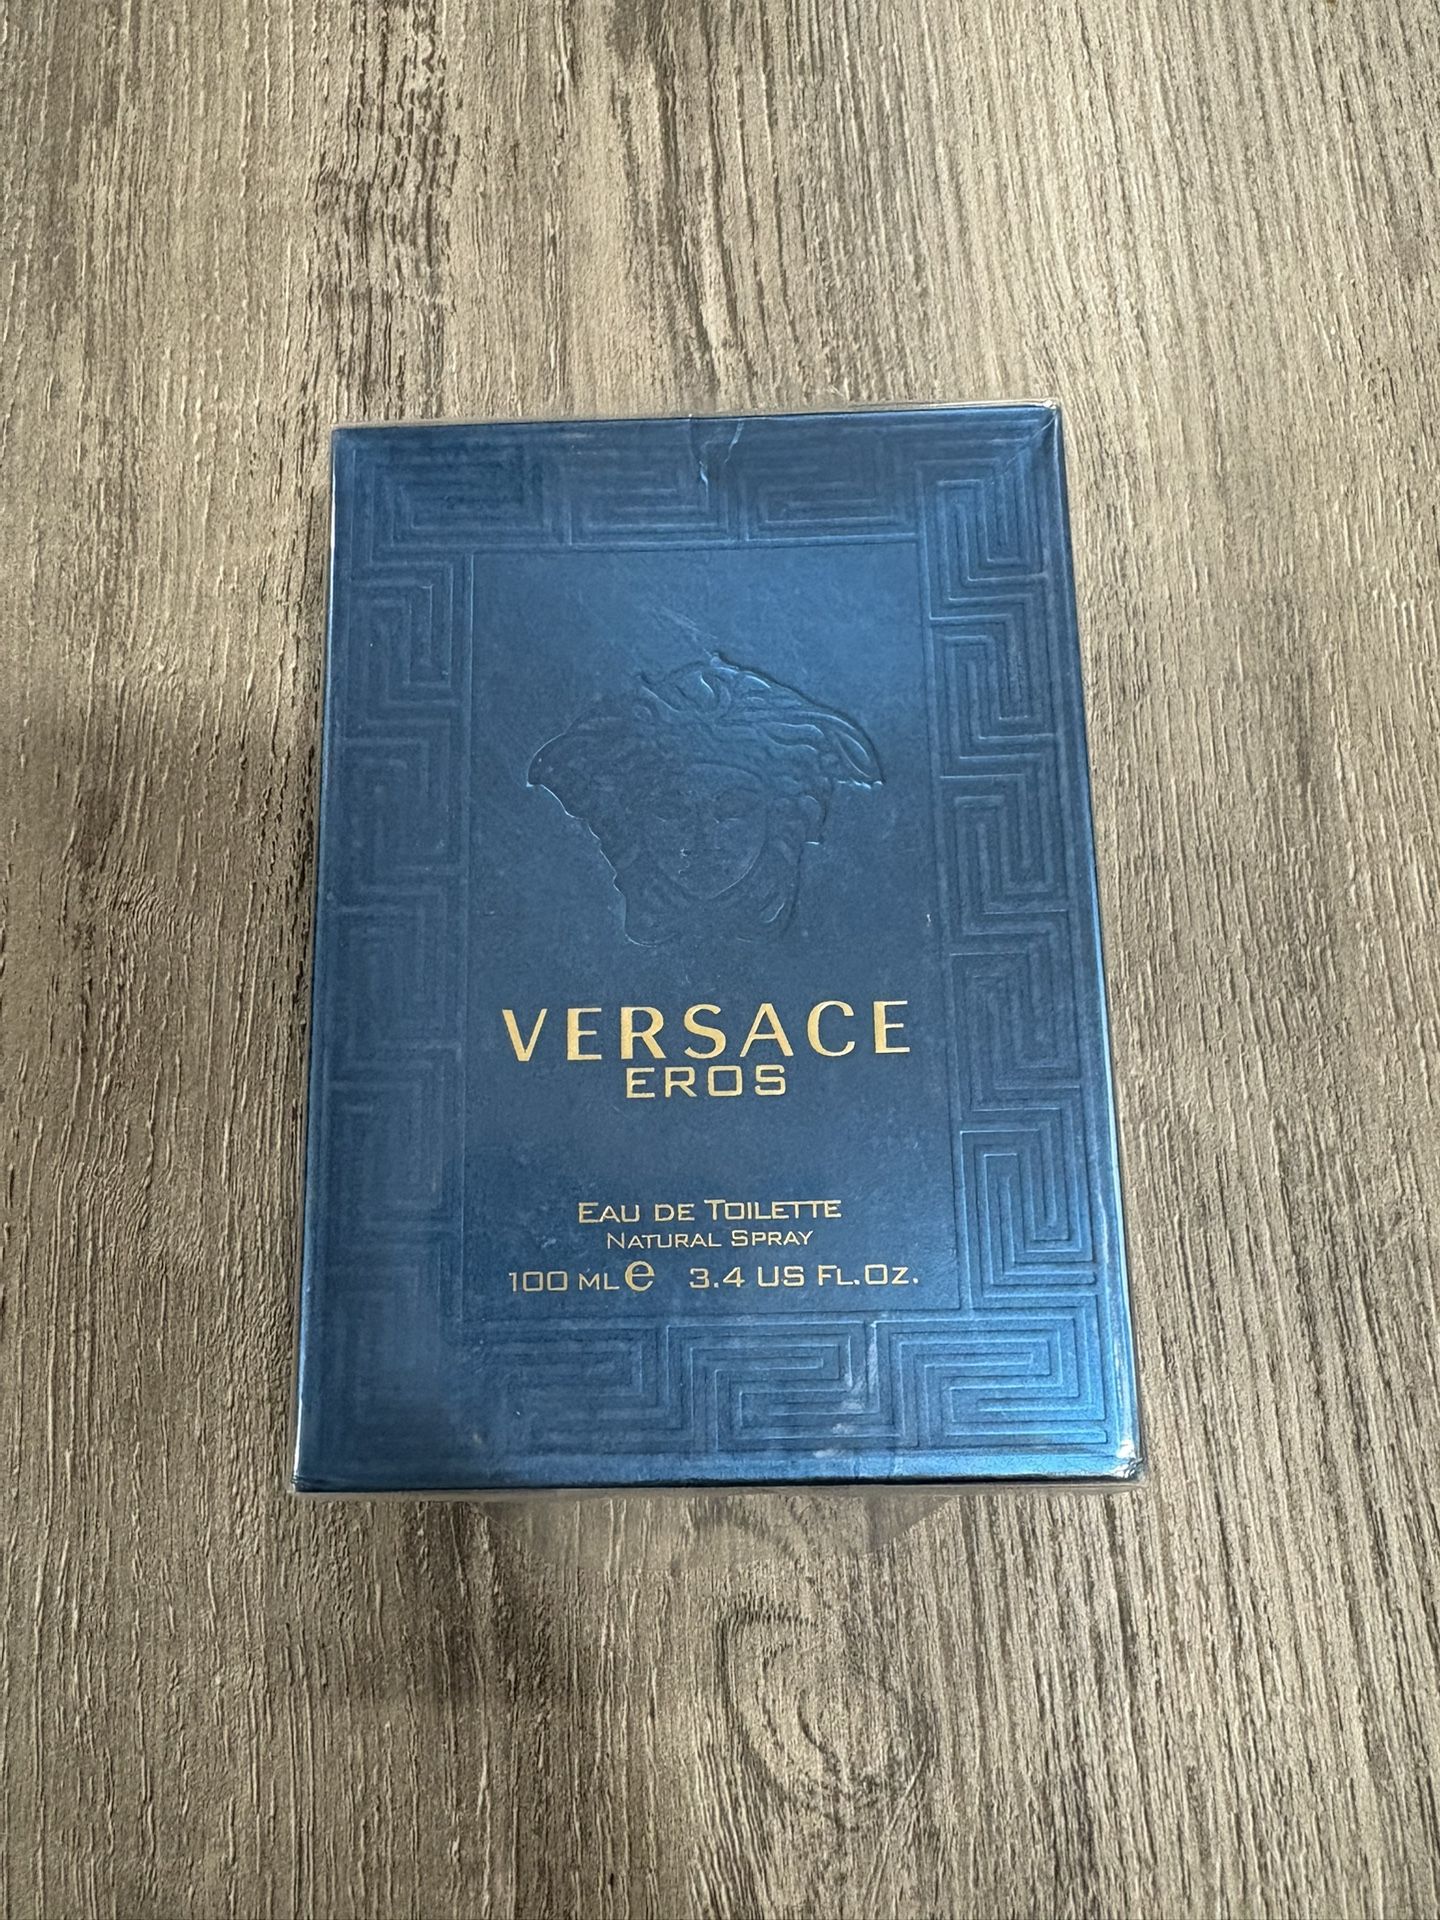 VERSACE
EROS
EAU DE TOILETTE
NATURAL SPRAY
100 ML e 3.4 US FL.OZ.